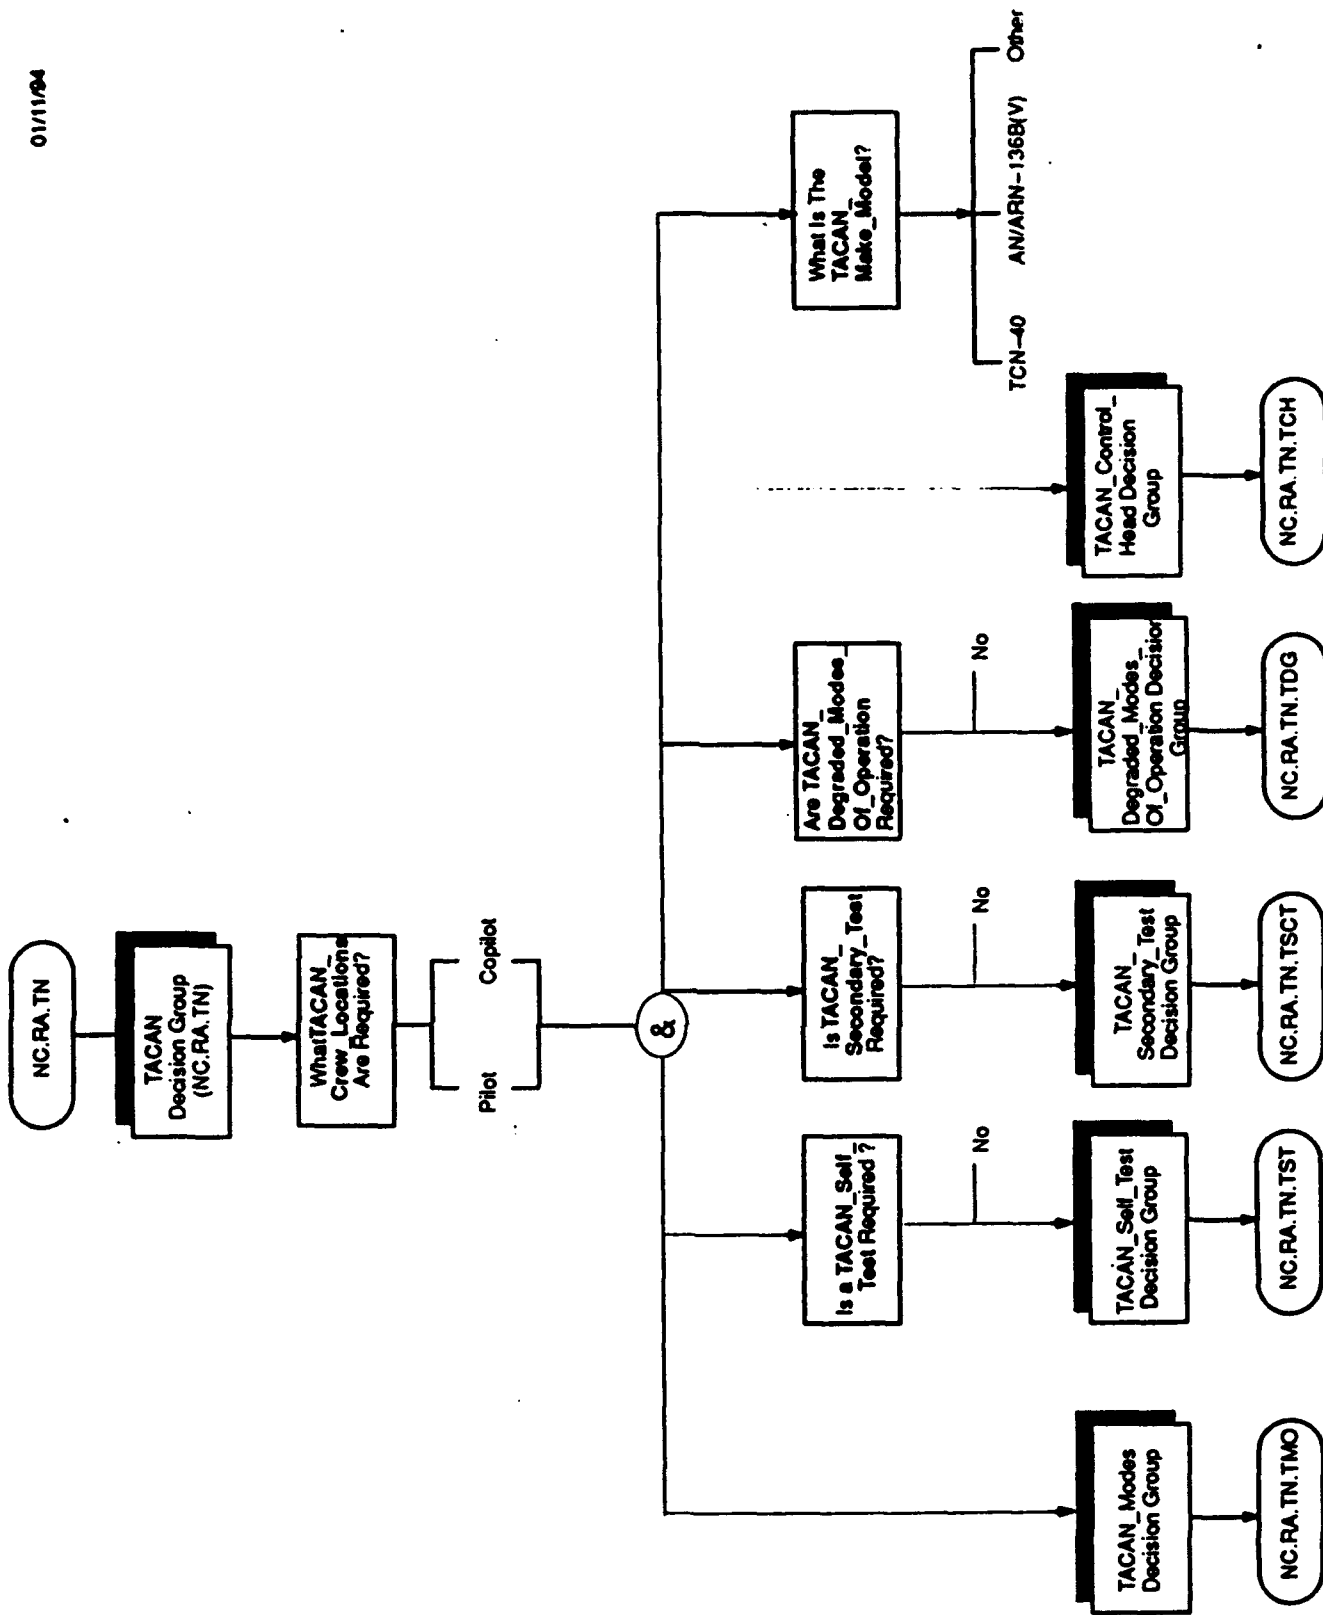 01/11/94
NC.RA.TN
TACAN
Decision Group
(NC.RA.TN)
WhatTACAN_
Crew_Locations
Are Required?
Pilot
Copilot
&
Is a TACAN_Self_
Test Required ?
Is TACAN_
Secondary_Test
Required?
Are TACAN_
Degraded_Modes_
Of_Operation
Required?
What Is The
TACAN_
Make_Model?
No
No
No
TCN-40
AN/ARN-136B(V)
Other
TACAN_Modes
Decision Group
TACAN_Self_Test
Decision Group
TACAN_
Secondary_Test
Decision Group
TACAN_
Degraded_Modes_
Of_Operation Decision
Group
TACAN_Control_
Head Decision
Group
NC.RA.TN.TMO
NC.RA.TN.TST
NC.RA.TN.TSCT
NC.RA.TN.TDG
NC.RA.TN.TCH